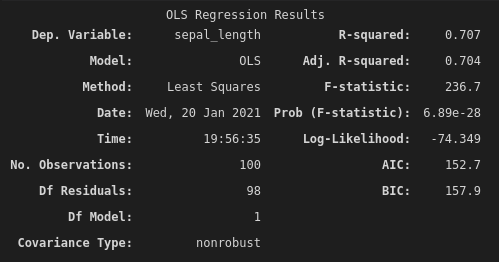 OLS Regression Results
Dep. Variable: sepal_length R-squared: 0.707
Model: OLS Adj. R-squared: 0.704
Method: Least Squares F-statistic: 236.7
Date: Wed, 20 Jan 2021 Prob (F-statistic): 6.89e-28
Time: 19:56:35 Log-Likelihood: -74.349
No. Observations: 100 AIC: 152.7
Df Residuals: 98 BIC: 157.9
Df Model: 1
Covariance Type: nonrobust